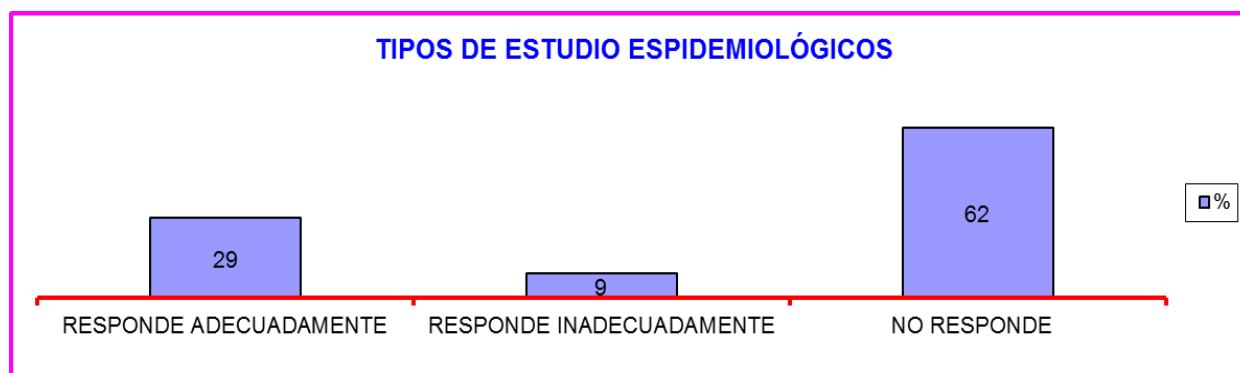 TIPOS DE ESTUDIO ESPIDEMIOLÓGICOS
62
29
9
%
RESPONDE ADECUADAMENTE RESPONDE INADECUADAMENTE NO RESPONDE